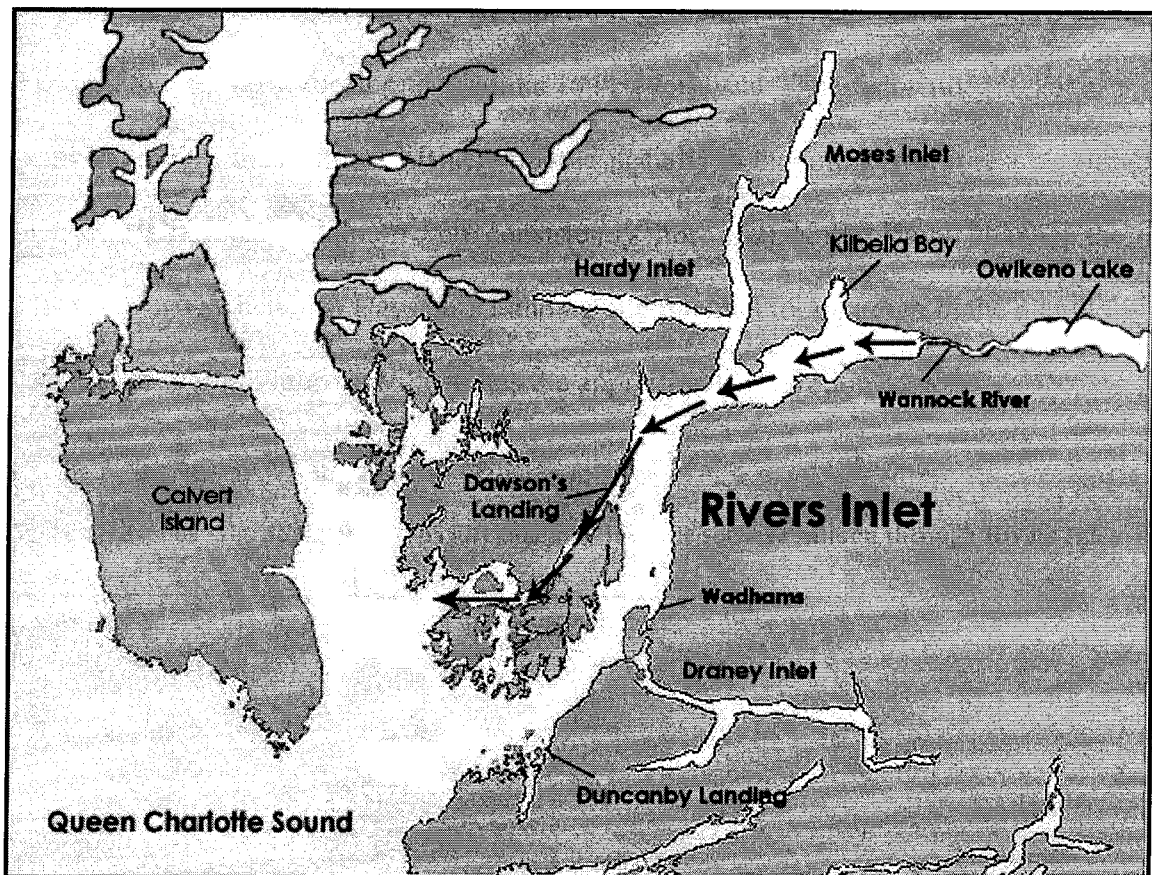 Moses Inlet
Kilbella Bay
Hardy Inlet
Owikeno Lake
Wannock River
Dawson's
Landing
Calvert
Island
Rivers Inlet
Wadhams
Draney Inlet
Duncanby Landing
Queen Charlotte Sound